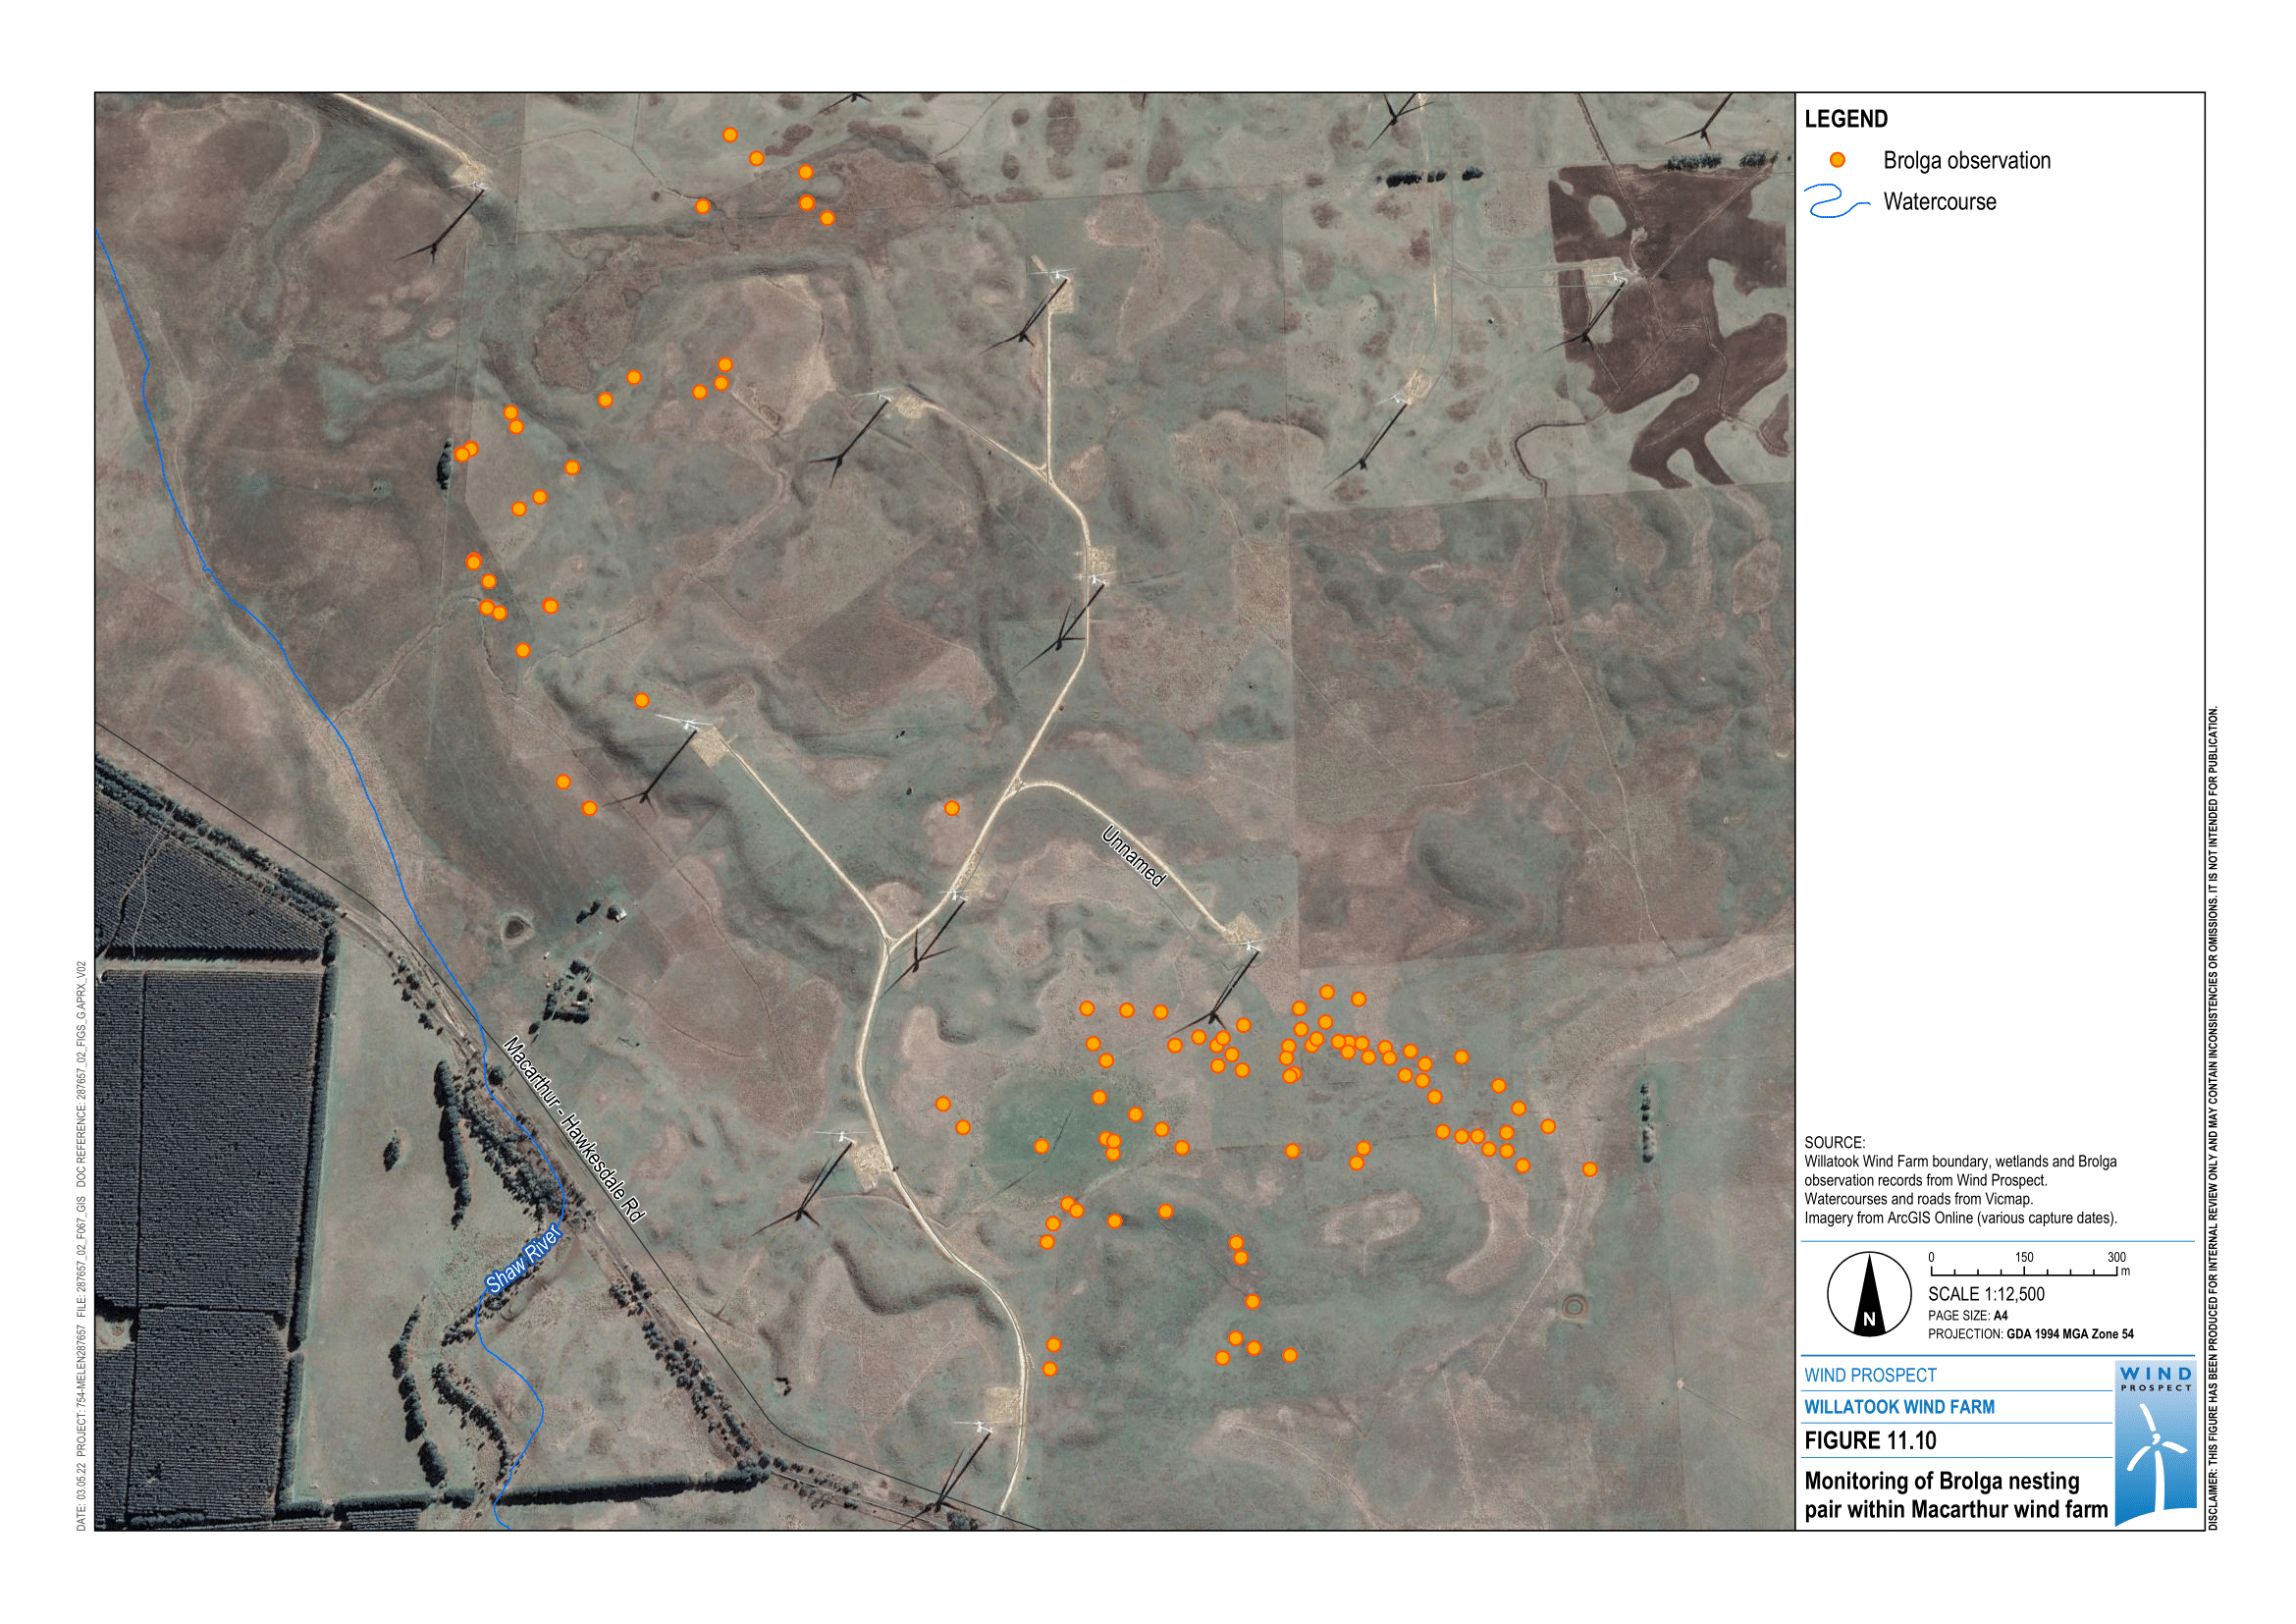 LEGEND
Brolga observation
Watercourse
Unnamed
Macarthur - Hawkesdale Rd
Shaw River
SOURCE:
Willatook Wind Farm boundary, wetlands and Brolga
observation records from Wind Prospect.
Watercourses and roads from Vicmap.
Imagery from ArcGIS Online (various capture dates).
0 150 300
m
N
SCALE 1:12,500
PAGE SIZE: A4
PROJECTION: GDA 1994 MGA Zone 54
WIND PROSPECT
WILLATOOK WIND FARM
FIGURE 11.10
Monitoring of Brolga nesting
pair within Macarthur wind farm
WIND
PROSPECT
DATE: 03.05.22 PROJECT: 754-MELEN287657 FILE: 287657_02_F067_GIS DOC REFERENCE: 287657_02_FIGS_G.APRX_V02
DISCLAIMER: THIS FIGURE HAS BEEN PRODUCED FOR INTERNAL REVIEW ONLY AND MAY CONTAIN INCONSISTENCIES OR OMISSIONS. IT IS NOT INTENDED FOR PUBLICATION.